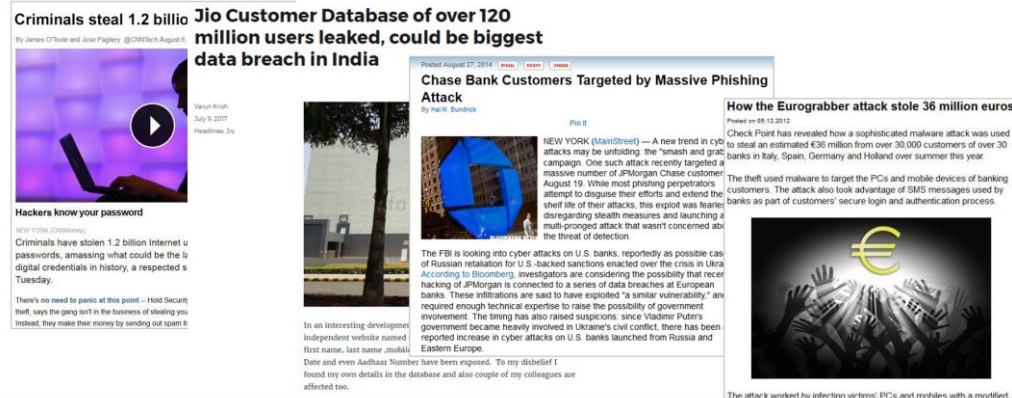 Criminals steal 1.2 billio
By James O'Toole and Jose Pagliery @CNNTech August 6,
Hackers know your password
NEW YORK (CNNMoney)
Criminals have stolen 1.2 billion Internet u
passwords, amassing what could be the la
digital credentials in history, a respected s
Tuesday.
There's no need to panic at this point -- Hold Security
theft, says the gang isn't in the business of stealing you
Instead, they make their money by sending out spam fo
Jio Customer Database of over 120
million users leaked, could be biggest
data breach in India
Varun Krish
July 9, 2017
Headlines, Jio
In an interesting developmen
independent website named
first name, last name ,mobile
Date and even Aadhaar Number have been exposed. To my disbelief I
found my own details in the database and also couple of my colleagues are
affected too.
Posted August 27, 2014 EMAIL PRINT SHARE
Chase Bank Customers Targeted by Massive Phishing
Attack
By Hal M. Bundrick
Pin It
NEW YORK (MainStreet) — A new trend in cyb
attacks may be unfolding: the "smash and grab
campaign. One such attack recently targeted a
massive number of JPMorgan Chase customer
August 19. While most phishing perpetrators
attempt to disguise their efforts and extend the
shelf life of their attacks, this exploit was fearles
disregarding stealth measures and launching a
multi-pronged attack that wasn't concerned abo
the threat of detection.
The FBI is looking into cyber attacks on U.S. banks, reportedly as possible cas
of Russian retaliation for U.S.-backed sanctions enacted over the crisis in Ukra
According to Bloomberg, investigators are considering the possibility that recen
hacking of JPMorgan is connected to a series of data breaches at European
banks. These infiltrations are said to have exploited "a similar vulnerability," and
required enough technical expertise to raise the possibility of government
involvement. The timing has also raised suspicions: since Vladimir Putin's
government became heavily involved in Ukraine's civil conflict, there has been
reported increase in cyber attacks on U.S. banks launched from Russia and
Eastern Europe.
How the Eurograbber attack stole 36 million euros
Posted on 05.12.2012
Check Point has revealed how a sophisticated malware attack was used
to steal an estimated €36 million from over 30,000 customers of over 30
banks in Italy, Spain, Germany and Holland over summer this year.
The theft used malware to target the PCs and mobile devices of banking
customers. The attack also took advantage of SMS messages used by
banks as part of customers' secure login and authentication process.
€
The attack worked by infecting victims' PCs and mobiles with a modified